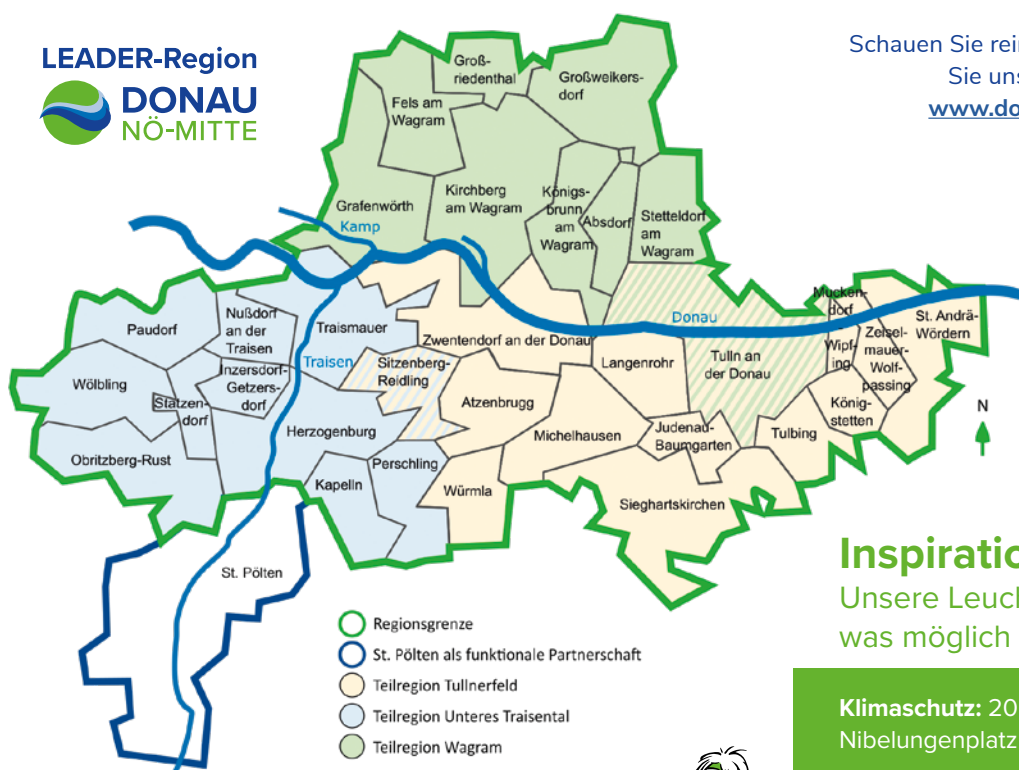 LEADER-Region
DONAU
NÖ-MITTE
Schauen Sie rein
Sie uns
www.do
Groß-
riedenthal
Großweikers-
dorf
Fels am
Wagram
Grafenwörth
Kamp
Kirchberg
am Wagram
Königs-
brunn
am
Wagram
Absdorf
Stetteldorf
am
Wagram
Paudorf
Nußdorf
an der
Traisen
Traismauer
Traisen
Wölbling
Inzersdorf-
Getzers-
dorf
Statzen-
dorf
Obritzberg-Rust
Herzogenburg
Kapelln
Perschling
Sitzenberg-
Reidling
Zwentendorf an der Donau
Donau
Langenrohr
Tulln an
der Donau
Atzenbrugg
Michelhausen
Judenau-
Baumgarten
Würmla
Sieghartskirchen
Tulbing
Mucken-
dorf
Wipf-
ing
Zeisel-
mauer-
Wolf-
passing
König-
stetten
St. Andrä-
Wördern
N
St. Pölten
Regionsgrenze
St. Pölten als funktionale Partnerschaft
Teilregion Tullnerfeld
Teilregion Unteres Traisental
Teilregion Wagram
Inspiratio
Unsere Leuch
was möglich
Klimaschutz: 20
Nibelungenplatz